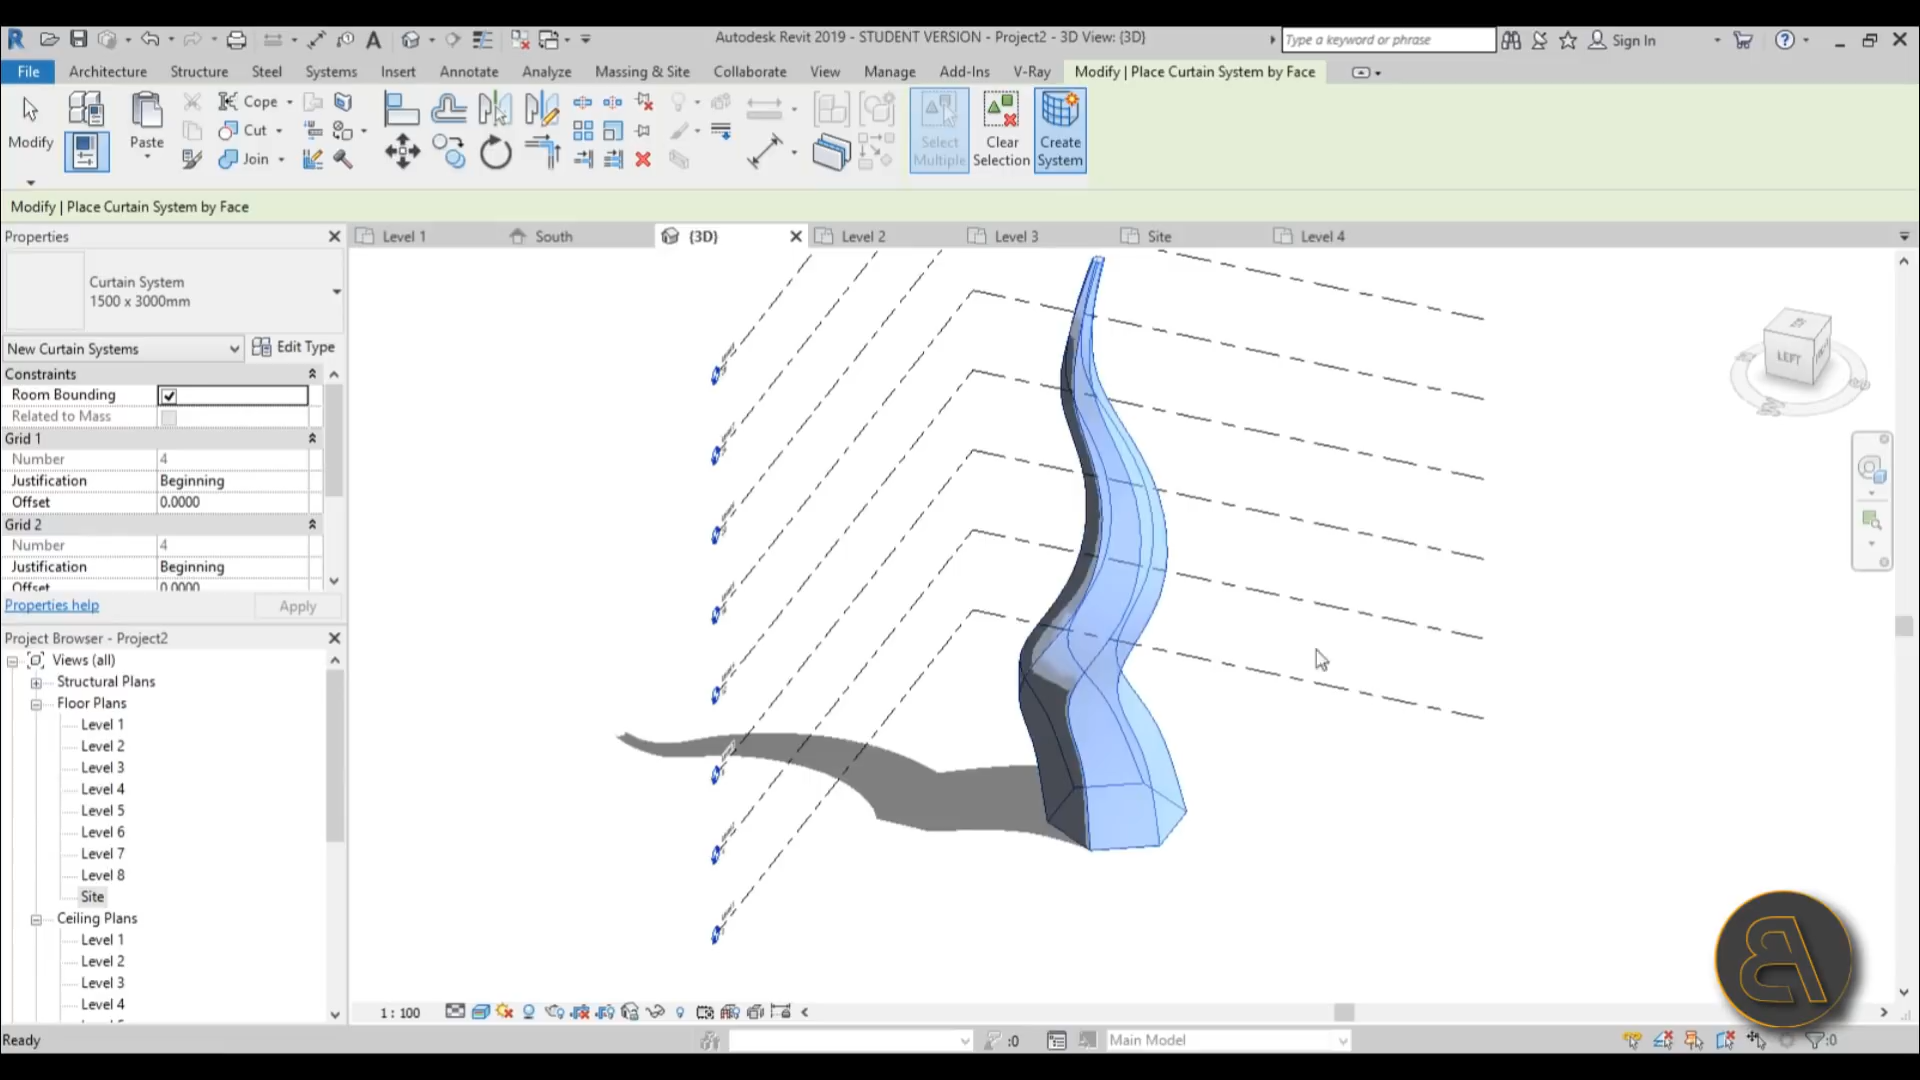 Autodesk Revit 2019 - STUDENT VERSION - Project2 - 3D View: {3D}
Type a keyword or phrase
Sign In
File Architecture Structure Steel Systems Insert Annotate Analyze Massing & Site Collaborate View Manage Add-Ins V-Ray Modify | Place Curtain System by Face
Modify
Paste
Cope
Cut
Join
Select Multiple
Clear Selection
Create System
Modify | Place Curtain System by Face
Properties
Level 1 South {3D} Level 2 Level 3 Site Level 4
Curtain System
1500 x 3000mm
New Curtain Systems Edit Type
Constraints
Room Bounding
Related to Mass
Grid 1
Number 4
Justification Beginning
Offset 0.0000
Grid 2
Number 4
Justification Beginning
Offset 0.0000
Properties help Apply
LEFT
Project Browser - Project2
Views (all)
Structural Plans
Floor Plans
Level 1
Level 2
Level 3
Level 4
Level 5
Level 6
Level 7
Level 8
Site
Ceiling Plans
Level 1
Level 2
Level 3
Level 4
1 : 100
Ready
:0
Main Model
:0